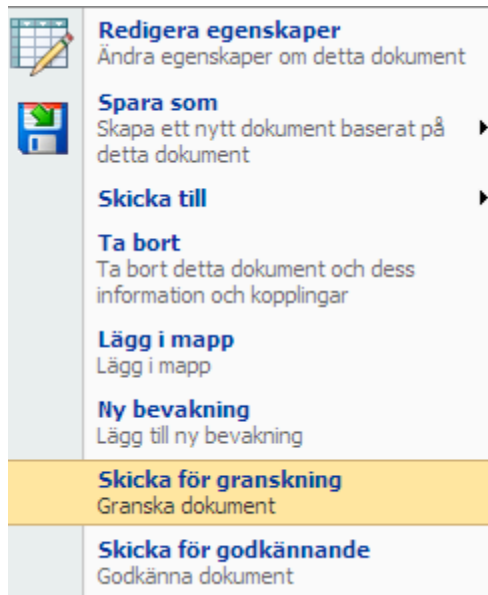 Redigera egenskaper
Ändra egenskaper om detta dokument
Spara som
Skapa ett nytt dokument baserat på
detta dokument
Skicka till
Ta bort
Ta bort detta dokument och dess
information och kopplingar
Lägg i mapp
Lägg i mapp
Ny bevakning
Lägg till ny bevakning
Skicka för granskning
Granska dokument
Skicka för godkännande
Godkänna dokument